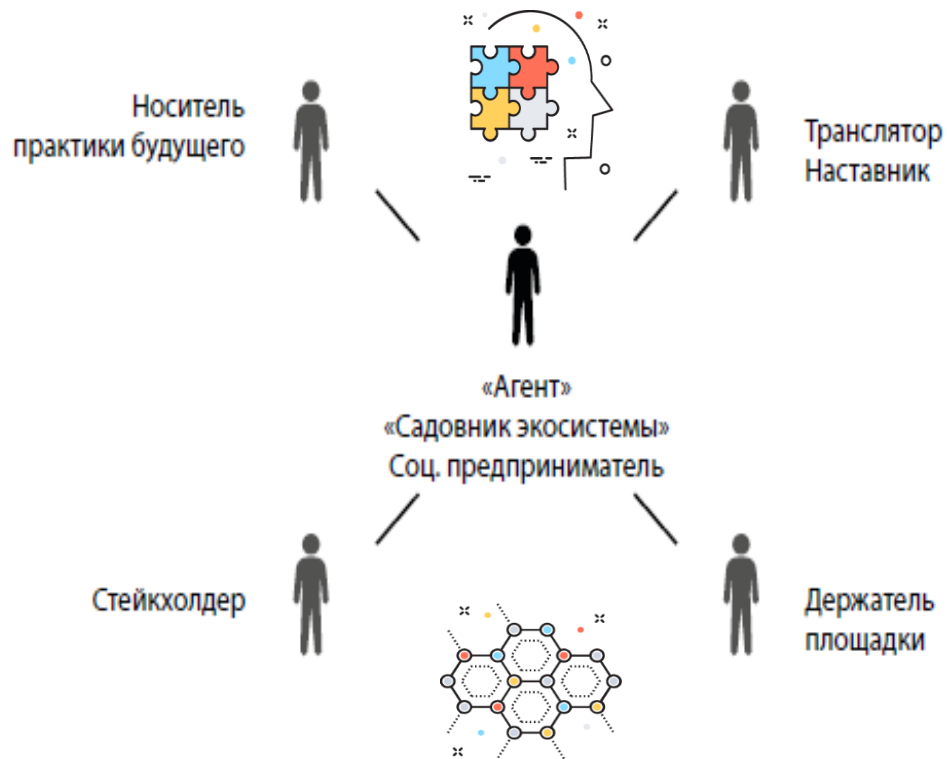 Носитель
практики будущего
Транслятор
Наставник
«Агент»
«Садовник экосистемы»
Соц. предприниматель
Стейкхолдер
Держатель
площадки